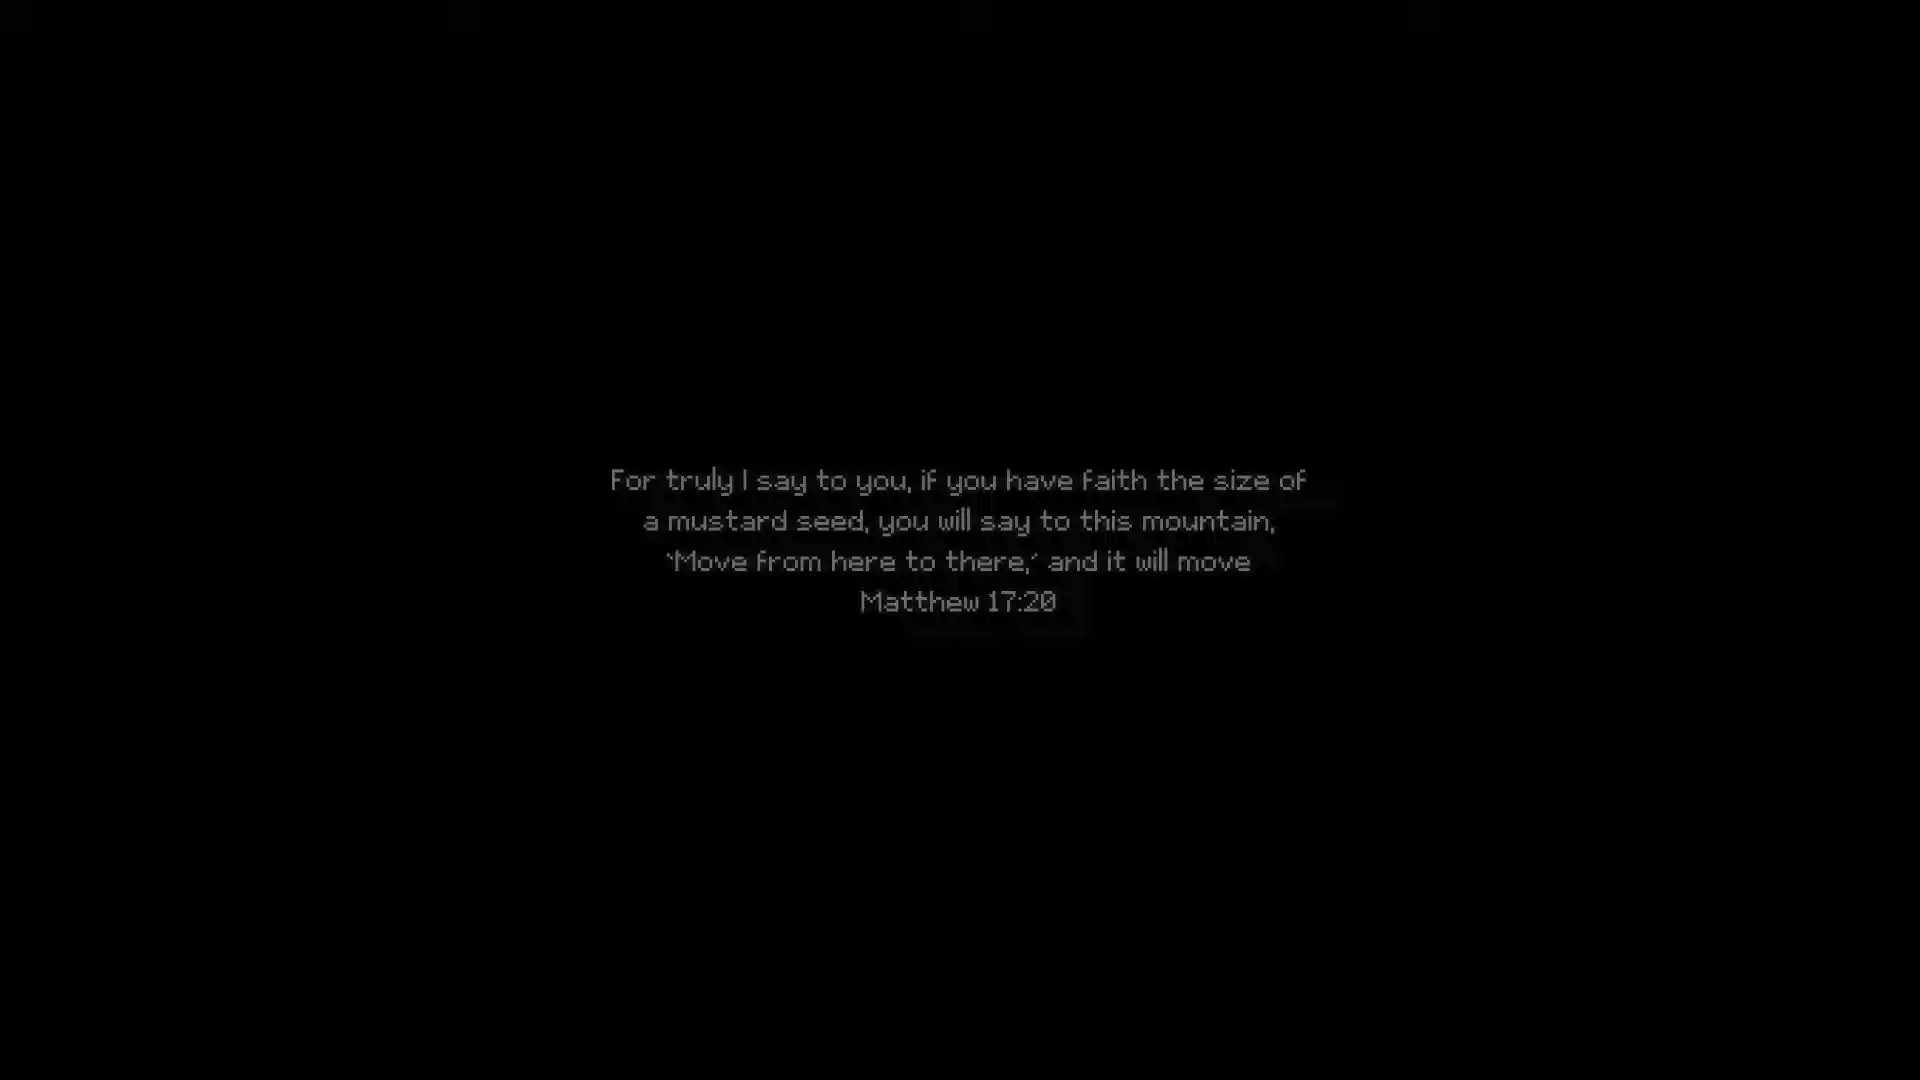 For truly I say to you, if you have faith the size of
a mustard seed, you will say to this mountain,
‘Move from here to there,’ and it will move
Matthew 17:20